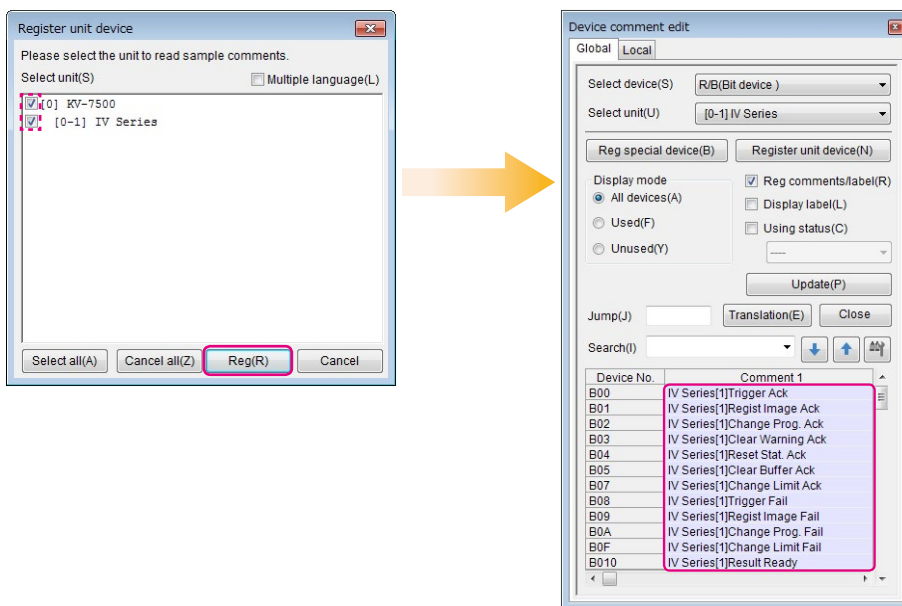 Register unit device
Please select the unit to read sample comments.
Select unit(S)
Multiple language(L)
[0] KV-7500
[0-1] IV Series
Select all(A)
Cancel all(Z)
Reg(R)
Cancel
Device comment edit
Global
Local
Select device(S)
R/B(Bit device )
Select unit(U)
[0-1] IV Series
Reg special device(B)
Register unit device(N)
Display mode
All devices(A)
Used(F)
Unused(Y)
Reg comments/label(R)
Display label(L)
Using status(C)
----
Update(P)
Jump(J)
Translation(E)
Close
Search(I)
Device No. Comment 1
B00 IV Series[1]Trigger Ack
B01 IV Series[1]Regist Image Ack
B02 IV Series[1]Change Prog. Ack
B03 IV Series[1]Clear Warning Ack
B04 IV Series[1]Reset Stat. Ack
B05 IV Series[1]Clear Buffer Ack
B07 IV Series[1]Change Limit Ack
B08 IV Series[1]Trigger Fail
B09 IV Series[1]Regist Image Fail
B0A IV Series[1]Change Prog. Fail
B0F IV Series[1]Change Limit Fail
B010 IV Series[1]Result Ready